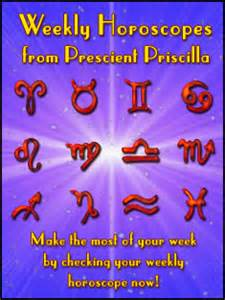 Weekly Horoscopes
from Prescient Priscilla
♈ ♉ ♊ ♋
♌ ♍ ♎ ♏
♐ ♑ ♒ ♓
Make the most of your week
by checking your weekly
horoscope now!